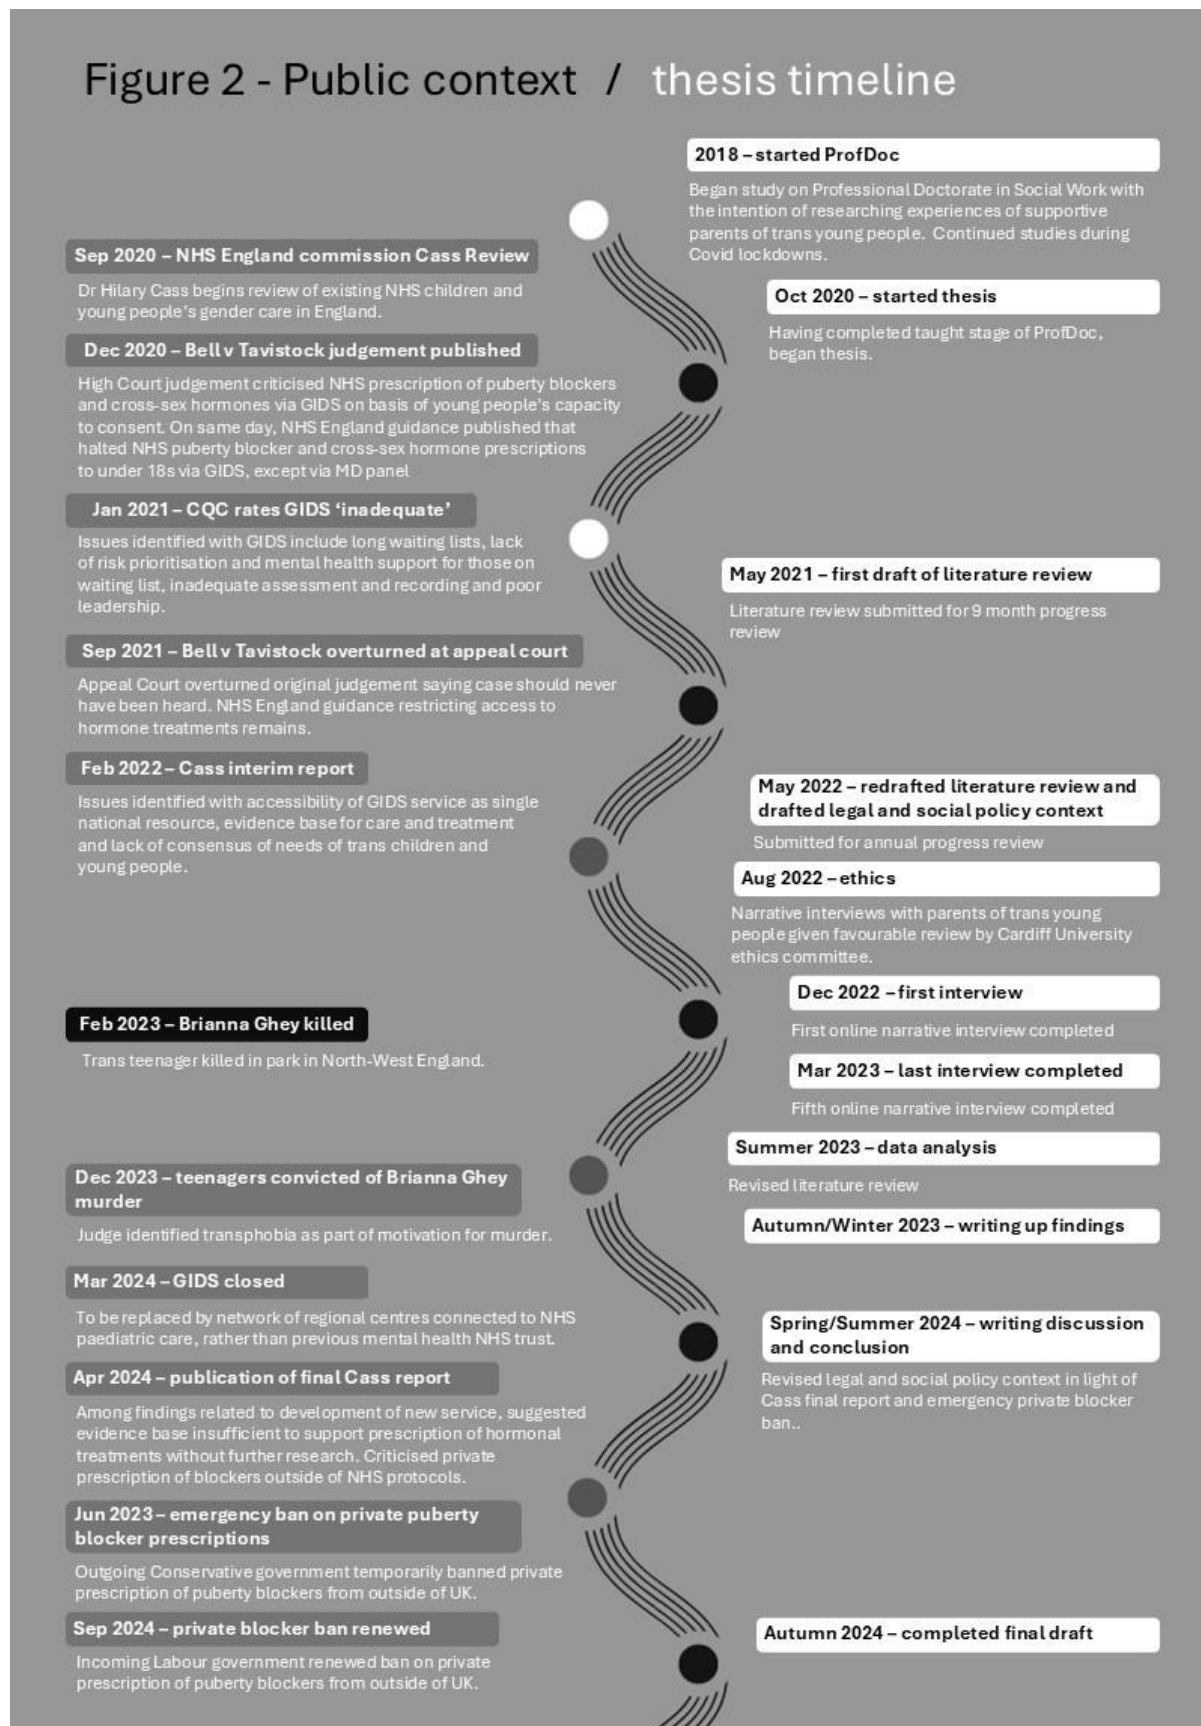 Figure 2 - Public context / thesis timeline
2018 – started ProfDoc
Began study on Professional Doctorate in Social Work with
the intention of researching experiences of supportive
parents of trans young people. Continued studies during
Covid lockdowns.
Sep 2020 – NHS England commission Cass Review
Dr Hilary Cass begins review of existing NHS children and
young people's gender care in England.
Oct 2020 – started thesis
Having completed taught stage of ProfDoc,
began thesis.
Dec 2020 – Bell v Tavistock judgement published
High Court judgement criticised NHS prescription of puberty blockers
and cross-sex hormones via GIDS on basis of young people's capacity
to consent. On same day, NHS England guidance published that
halted NHS puberty blocker and cross-sex hormone prescriptions
to under 18s via GIDS, except via MD panel
Jan 2021 – CQC rates GIDS ‘inadequate’
Issues identified with GIDS include long waiting lists, lack
of risk prioritisation and mental health support for those on
waiting list, inadequate assessment and recording and poor
leadership.
May 2021 – first draft of literature review
Literature review submitted for 9 month progress
review
Sep 2021 – Bell v Tavistock overturned at appeal court
Appeal Court overturned original judgement saying case should never
have been heard. NHS England guidance restricting access to
hormone treatments remains.
Feb 2022 – Cass interim report
Issues identified with accessibility of GIDS service as single
national resource, evidence base for care and treatment
and lack of consensus of needs of trans children and
young people.
May 2022 – redrafted literature review and
drafted legal and social policy context
Submitted for annual progress review
Aug 2022 – ethics
Narrative interviews with parents of trans young
people given favourable review by Cardiff University
ethics committee.
Dec 2022 – first interview
First online narrative interview completed
Feb 2023 – Brianna Ghey killed
Trans teenager killed in park in North-West England.
Mar 2023 – last interview completed
Fifth online narrative interview completed
Summer 2023 – data analysis
Revised literature review
Dec 2023 – teenagers convicted of Brianna Ghey
murder
Judge identified transphobia as part of motivation for murder.
Autumn/Winter 2023 – writing up findings
Mar 2024 – GIDS closed
To be replaced by network of regional centres connected to NHS
paediatric care, rather than previous mental health NHS trust.
Spring/Summer 2024 – writing discussion
and conclusion
Revised legal and social policy context in light of
Cass final report and emergency private blocker
ban..
Apr 2024 – publication of final Cass report
Among findings related to development of new service, suggested
evidence base insufficient to support prescription of hormonal
treatments without further research. Criticised private
prescription of blockers outside of NHS protocols.
Jun 2023 – emergency ban on private puberty
blocker prescriptions
Outgoing Conservative government temporarily banned private
prescription of puberty blockers from outside of UK.
Sep 2024 – private blocker ban renewed
Incoming Labour government renewed ban on private
prescription of puberty blockers from outside of UK.
Autumn 2024 – completed final draft